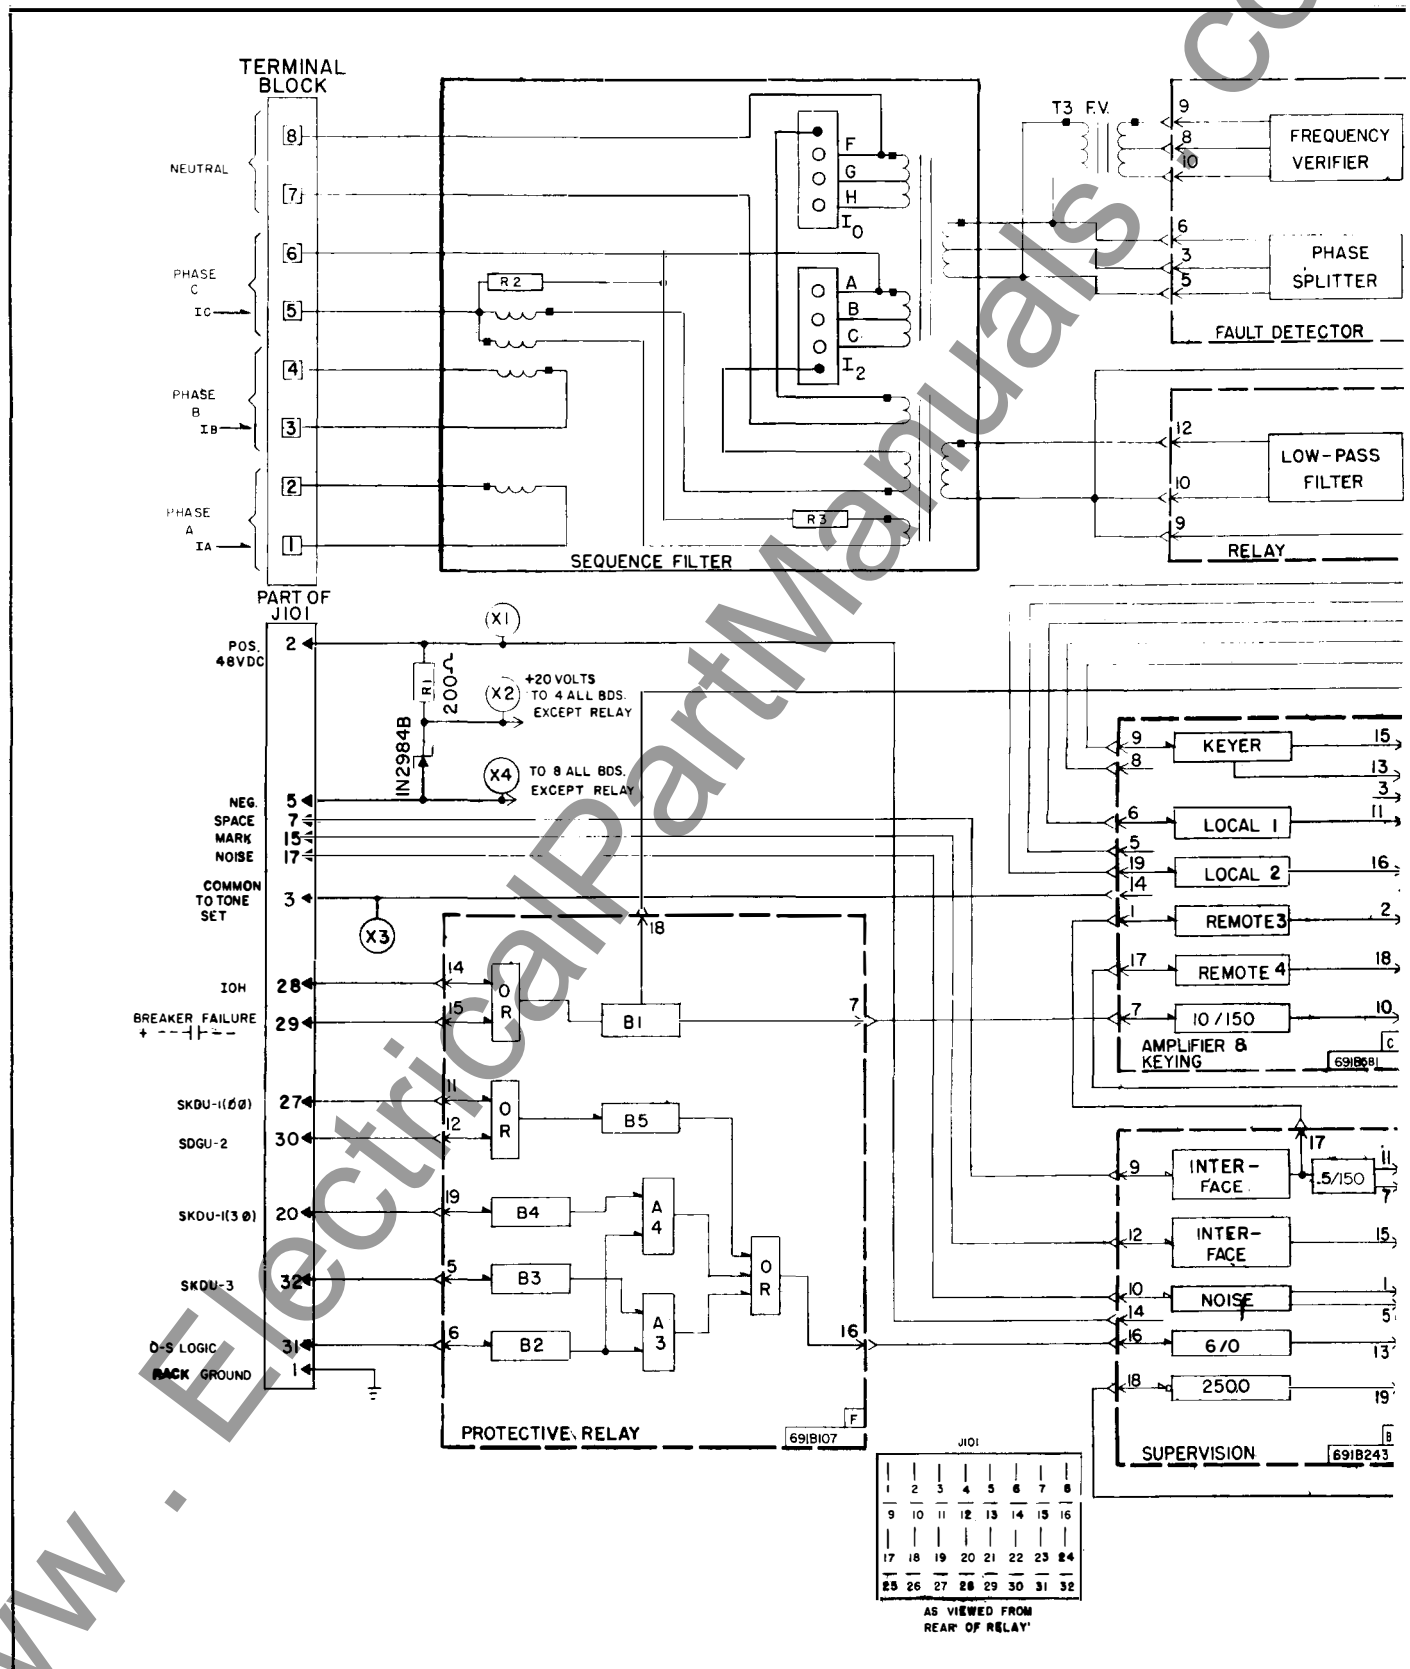 TERMINAL
BLOCK
8
NEUTRAL
7
6
PHASE
C
IC
5
4
PHASE
B
IB
3
2
PHASE
A
IA
1
R2
F
G
H
I0
A
B
C
I2
R3
SEQUENCE FILTER
T3 F.V.
9
8
10
FREQUENCY
VERIFIER
6
3
5
PHASE
SPLITTER
FAULT DETECTOR
12
10
9
LOW-PASS
FILTER
RELAY
PART OF
J101
POS.
48VDC
2
X1
R1
200Ω
X2
+20 VOLTS
TO 4 ALL BDS.
EXCEPT RELAY
IN2984B
X4
TO 8 ALL BDS.
EXCEPT RELAY
NEG. 5
SPACE 7
MARK 15
NOISE 17
COMMON
TO TONE
SET
3
X3
IOH 28
BREAKER FAILURE
+ -
29
SKBU-1(ØØ) 27
SDGU-2 30
SKDU-1(3Ø) 20
SKDU-3 32
O-S LOGIC 31
RACK GROUND 1
18
14
15
OR
B1
7
11
12
OR
B5
19
B4
A4
5
B3
OR
6
B2
A3
16
PROTECTIVE RELAY
F
691B107
9 KEYER 15
8
13
3
6 LOCAL 1 11
5
19 LOCAL 2 16
14
1 REMOTE 3 2
17 REMOTE 4 18
7 10/150 10
AMPLIFIER &
KEYING
C
691B681
17
9
INTER-
FACE
.5/150
11
7
12
INTER-
FACE
15
10 NOISE 1
14
5
16 6/0
13
18 2500
19
SUPERVISION
B
691B243
J101
1 2 3 4 5 6 7 8
9 10 11 12 13 14 15 16
17 18 19 20 21 22 23 24
25 26 27 28 29 30 31 32
AS VIEWED FROM
REAR OF RELAY
www . ElectricalPartManuals . co